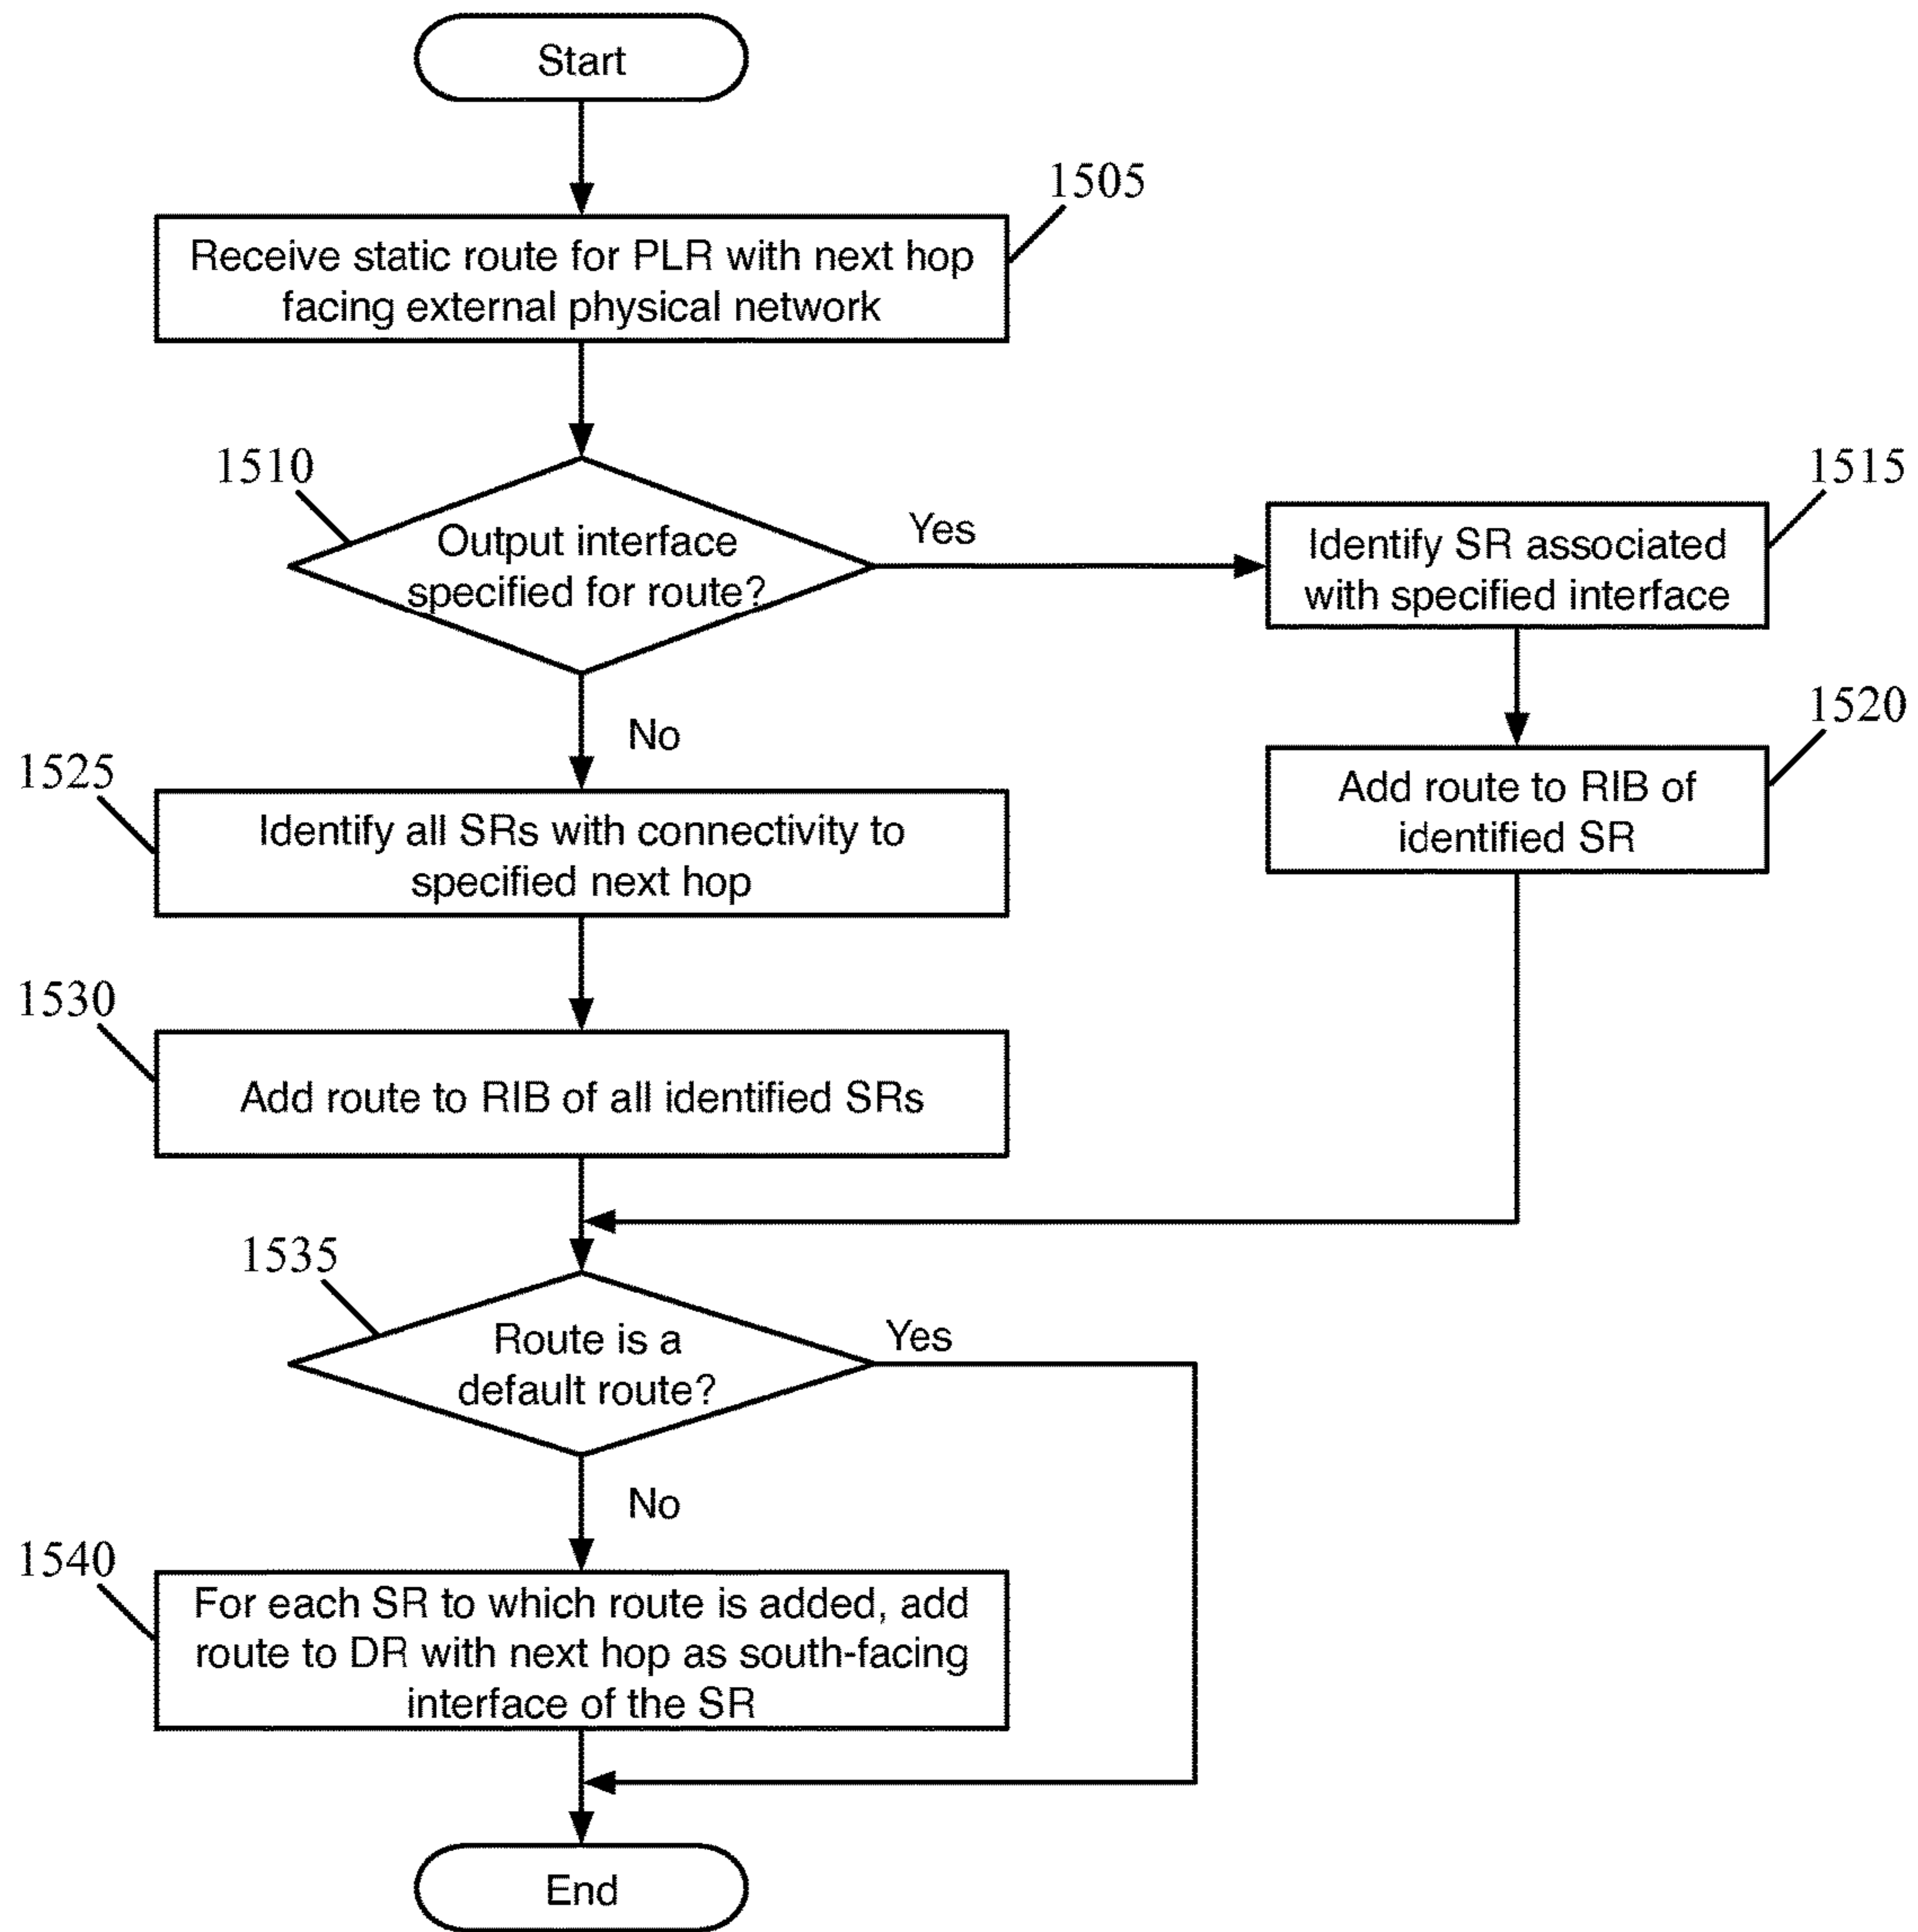 Start
1505
Receive static route for PLR with next hop
facing external physical network
1510
Output interface
specified for route?
Yes
1515
Identify SR associated
with specified interface
No
1520
Add route to RIB of
identified SR
1525
Identify all SRs with connectivity to
specified next hop
1530
Add route to RIB of all identified SRs
1535
Route is a
default route?
Yes
No
1540
For each SR to which route is added, add
route to DR with next hop as south-facing
interface of the SR
End